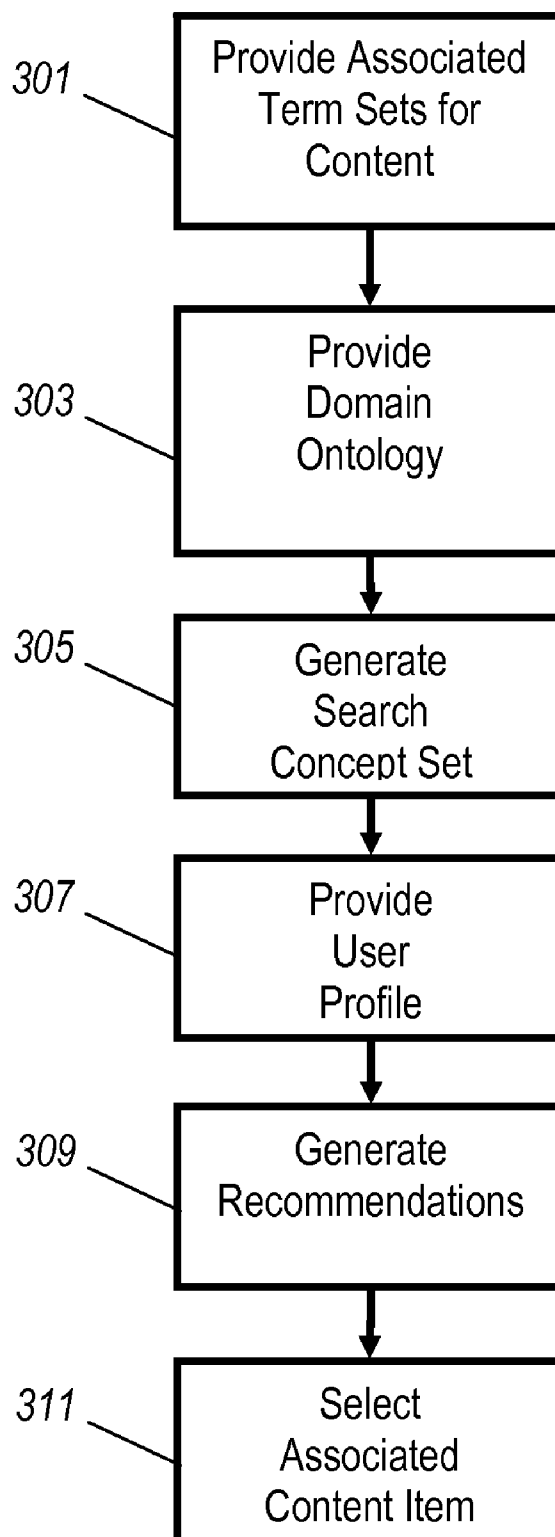 301
Provide Associated
Term Sets for
Content
303
Provide
Domain
Ontology
305
Generate
Search
Concept Set
307
Provide
User
Profile
309
Generate
Recommendations
311
Select
Associated
Content Item